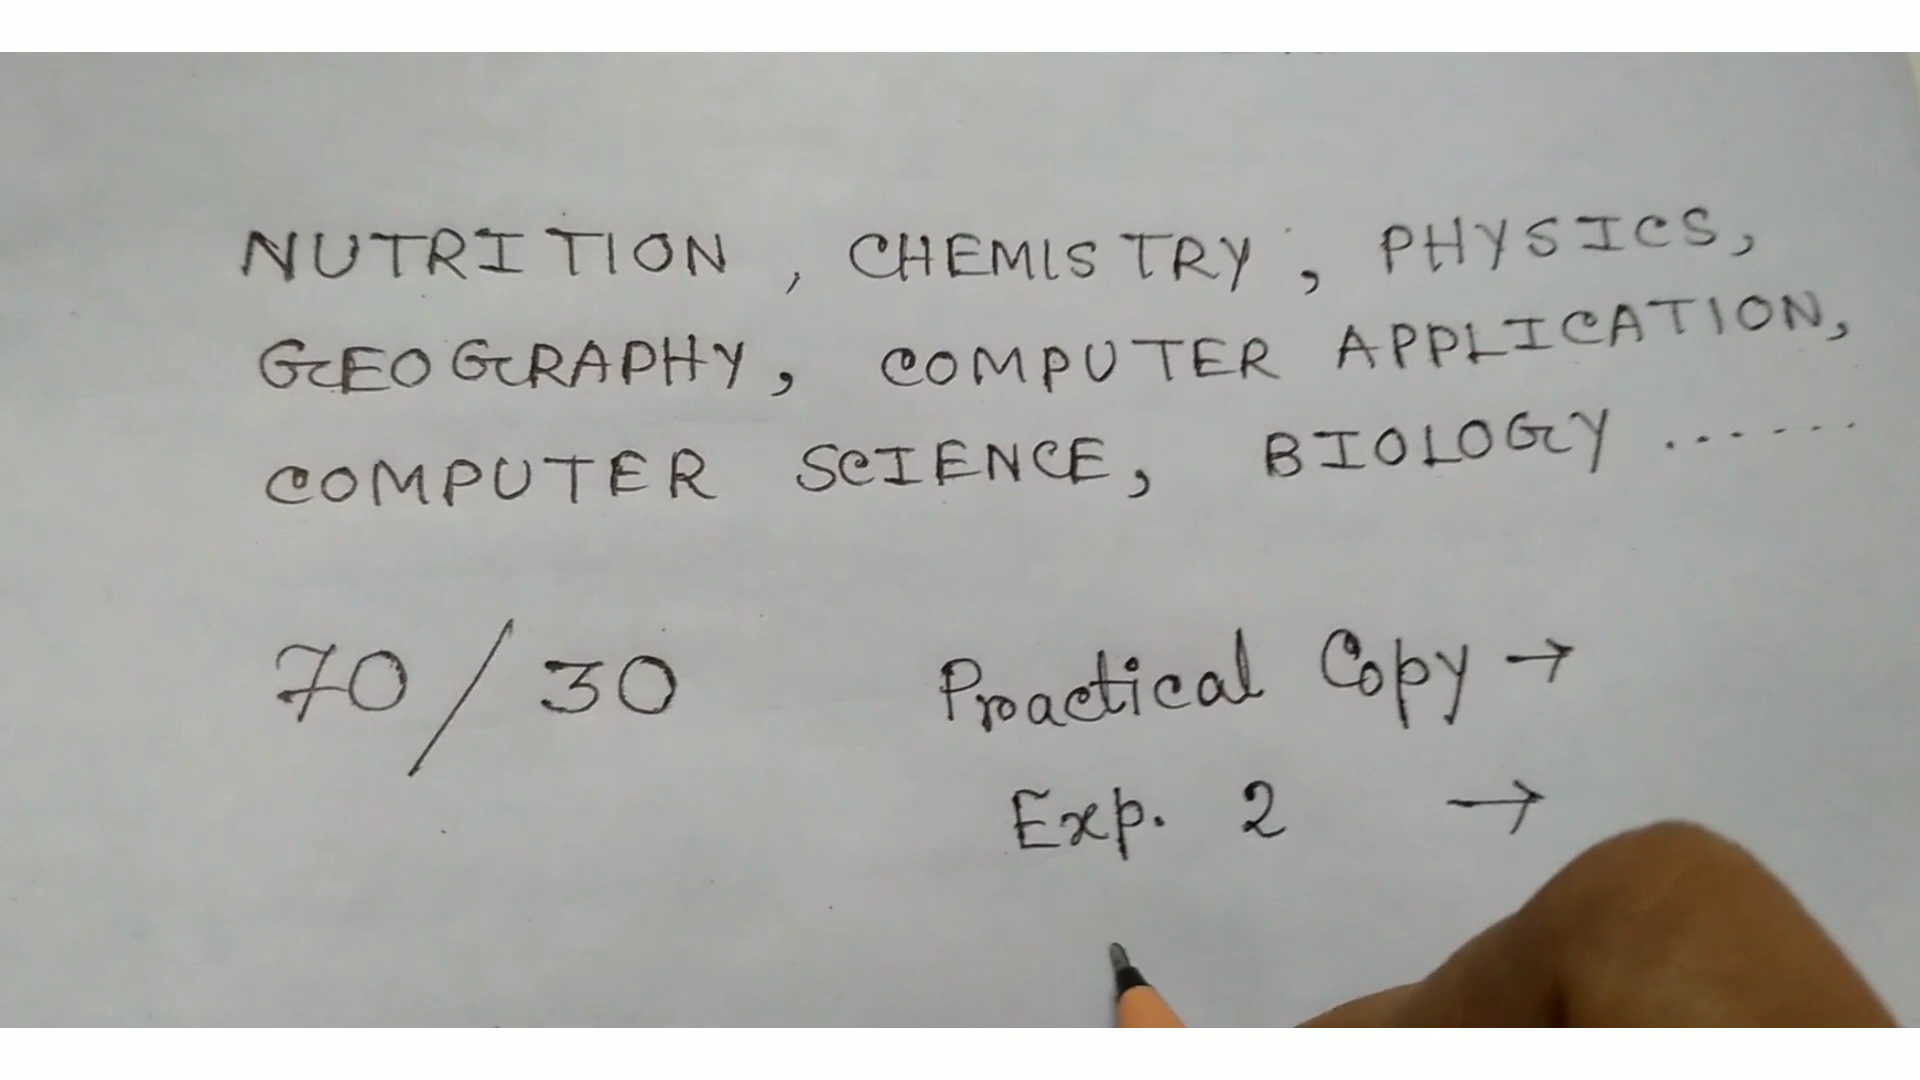 NUTRITION, CHEMISTRY, PHYSICS,
GEOGRAPHY, COMPUTER APPLICATION,
COMPUTER SCIENCE, BIOLOGY ......
70/30 Practical Copy →
Exp. 2 →